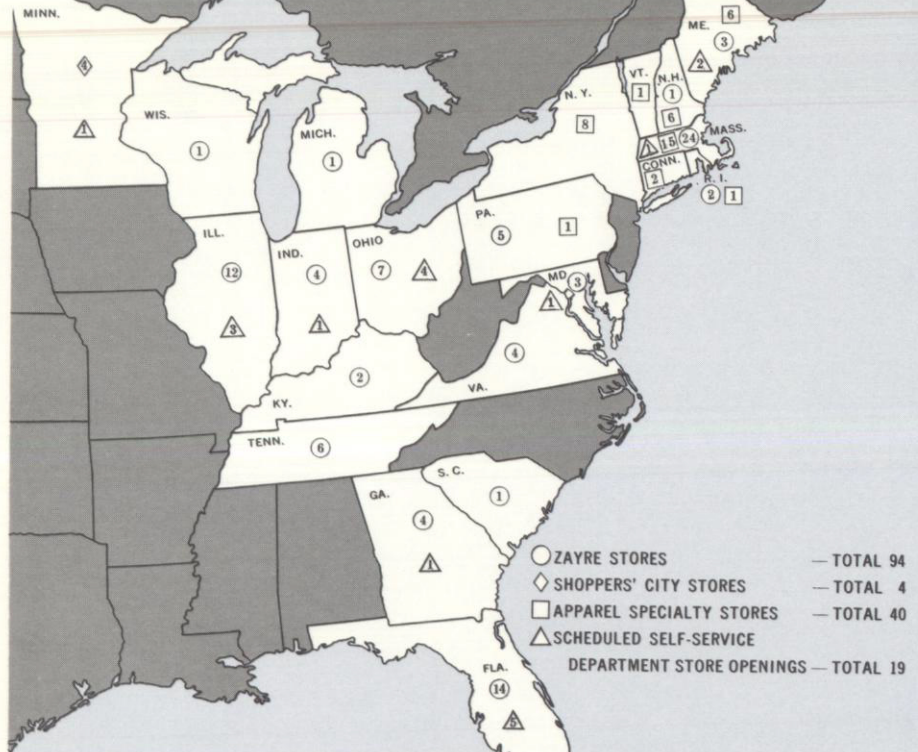 MINN.
4
1
WIS.
1
MICH.
1
N.Y.
8
VT.
1
N.H.
1
6
ME.
6
3
2
MASS.
1
15
24
CONN.
2
R.I.
2
1
PA.
5
1
ILL.
12
3
IND.
4
1
OHIO
7
4
MD.
3
1
VA.
4
KY.
2
TENN.
6
S.C.
1
GA.
4
1
FLA.
14
5
ZAYRE STORES — TOTAL 94
SHOPPERS' CITY STORES — TOTAL 4
APPAREL SPECIALTY STORES — TOTAL 40
SCHEDULED SELF-SERVICE
DEPARTMENT STORE OPENINGS — TOTAL 19